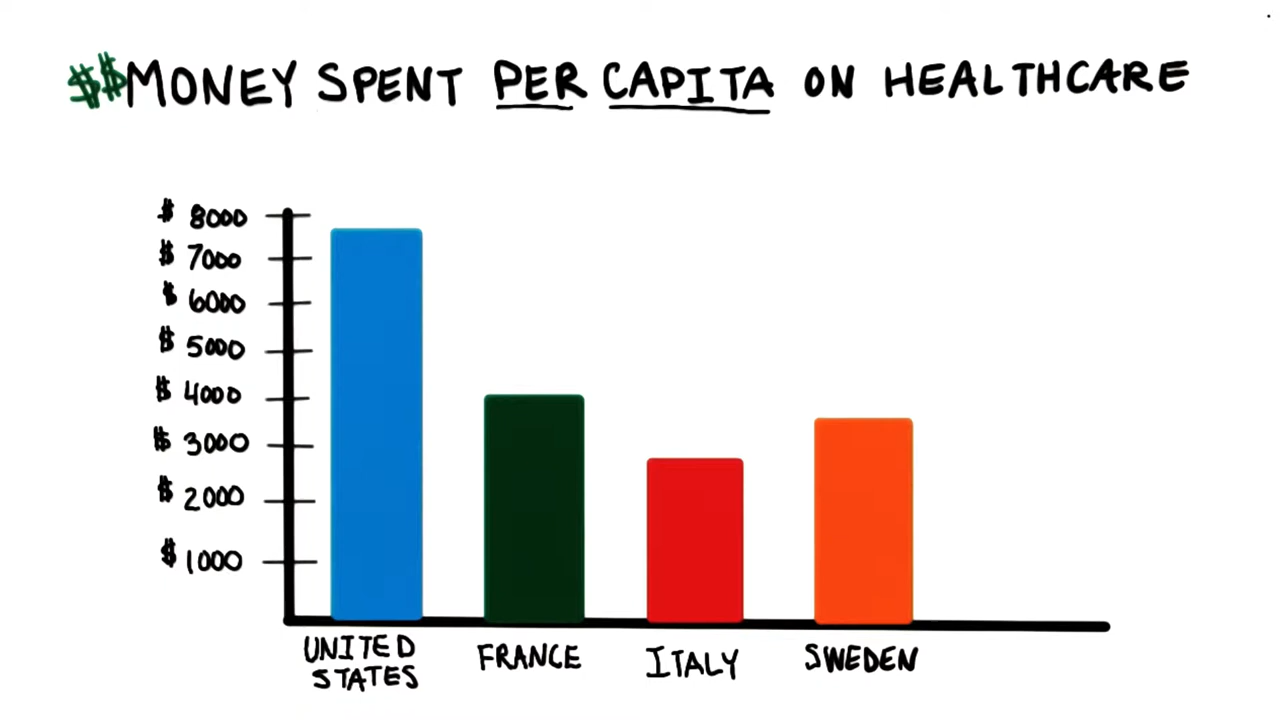 $$MONEY SPENT PER CAPITA ON HEALTHCARE
$ 8000
$ 7000
$ 6000
$ 5000
$ 4000
$ 3000
$ 2000
$ 1000
UNITED STATES
FRANCE
ITALY
SWEDEN